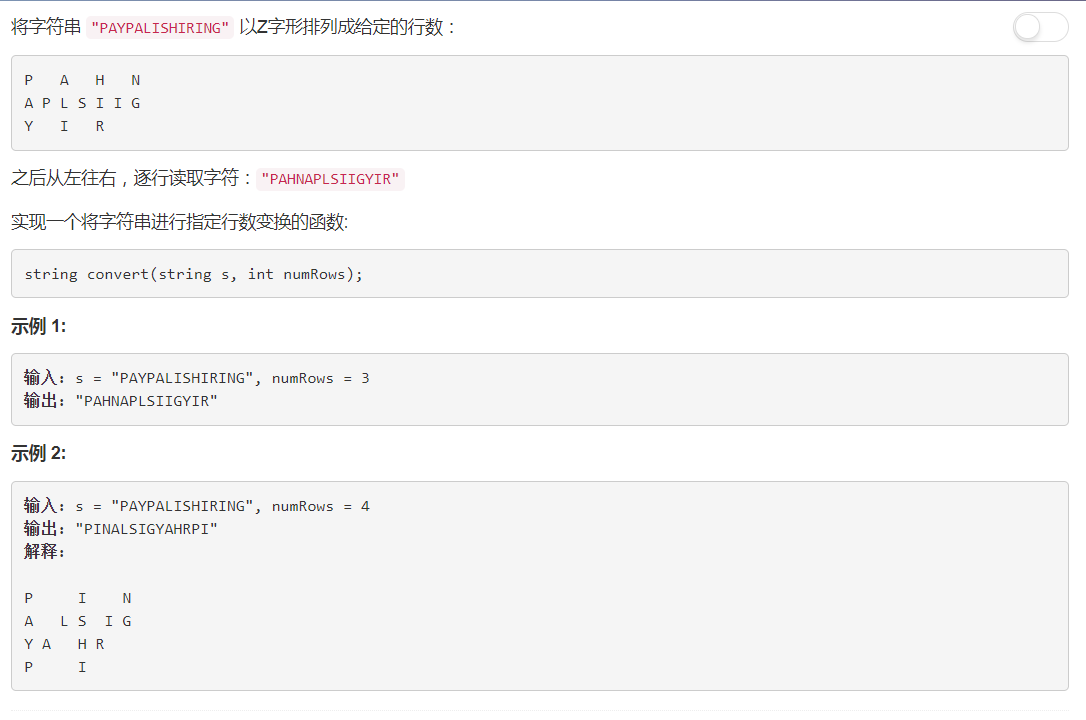 将字符串 "PAYPALISHIRING" 以Z字形排列成给定的行数：
P   A   H   N
A P L S I I G
Y   I   R
之后从左往右，逐行读取字符："PAHNAPLSIIGYIR"
实现一个将字符串进行指定行数变换的函数:
string convert(string s, int numRows);
示例 1:
输入: s = "PAYPALISHIRING", numRows = 3
输出: "PAHNAPLSIIGYIR"
示例 2:
输入: s = "PAYPALISHIRING", numRows = 4
输出: "PINALSIGYAHRPI"
解释:
P     I    N
A   L S  I G
Y A   H R
P     I